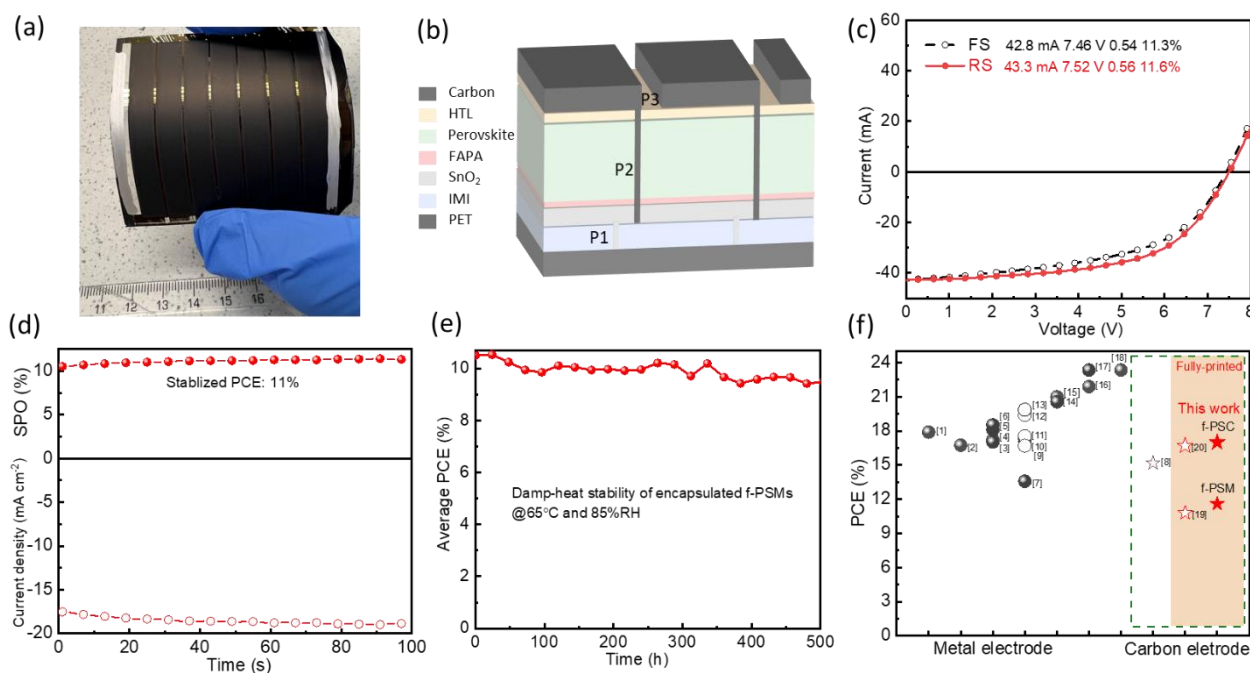 (a)
11 12 13 14 15 16
(b)
Carbon
HTL
Perovskite
FAPA
SnO2
IMI
PET
P3
P2
P1
(c)
FS 42.8 mA 7.46 V 0.54 11.3%
RS 43.3 mA 7.52 V 0.56 11.6%
Current (mA)
40
20
0
-20
-40
0 1 2 3 4 5 6 7 8
Voltage (V)
(d)
Stablized PCE: 11%
SPO (%)
10
5
0
Current density (mA cm-2)
-5
-10
-15
-20
0 20 40 60 80 100
Time (s)
(e)
Average PCE (%)
10
8
6
4
2
0
Damp-heat stability of encapsulated f-PSMs
@65°C and 85%RH
0 100 200 300 400 500
Time (h)
(f)
PCE (%)
24
21
18
15
12
9
6
3
0
[1]
[2]
[6]
[5]
[4]
[3]
[13]
[12]
[11]
[10]
[9]
[7]
[15]
[14]
[17]
[16]
[18]
[8]
Fully-printed
This work
f-PSC
[20]
f-PSM
[19]
Metal electrode Carbon eletrode